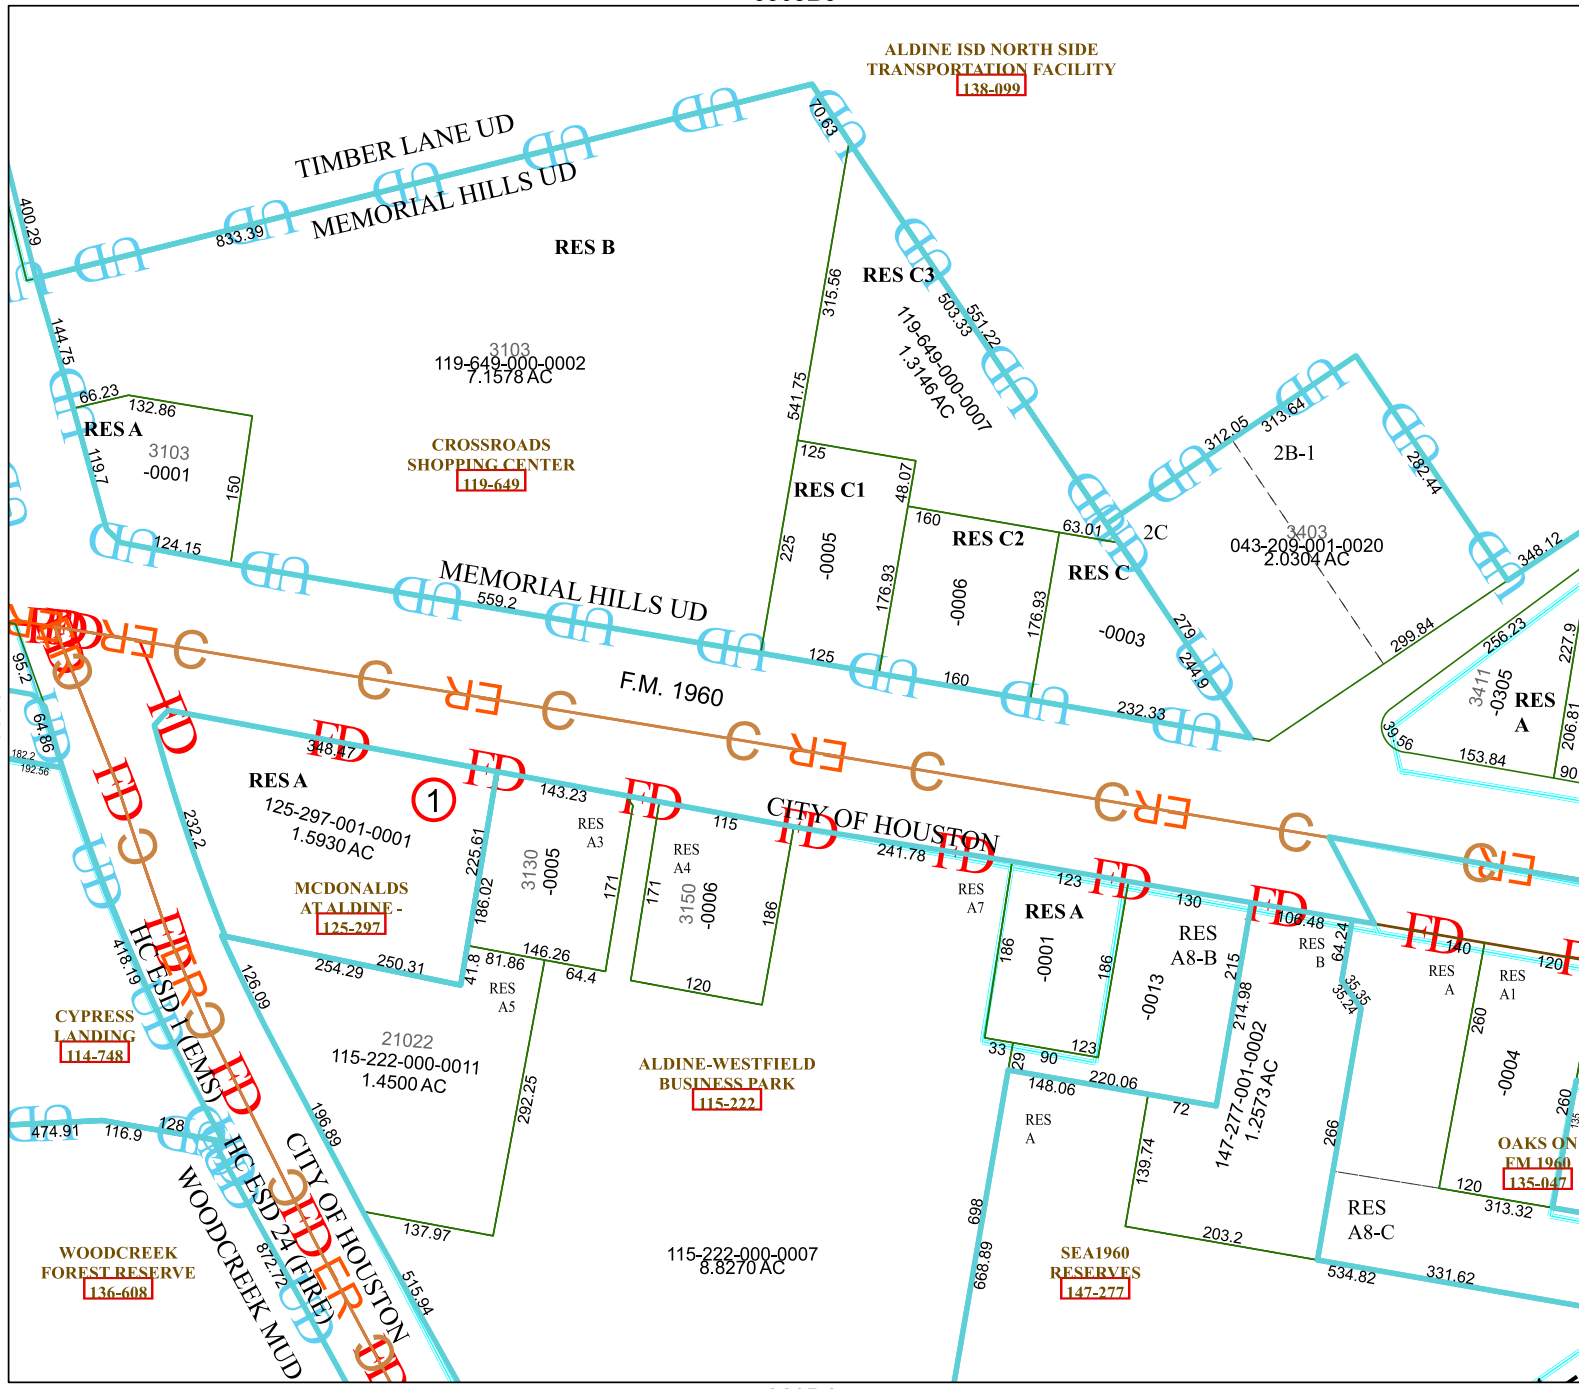 ALDINE ISD NORTH SIDE
TRANSPORTATION FACILITY
138-099
TIMBER LANE UD
MEMORIAL HILLS UD
833.39
400.29
70.63
RES B
RES C3
315.56
503.33
551.22
119-649-000-0007
1.3146 AC
144.75
3103
119-649-000-0002
7.1578 AC
66.23
132.86
RES A
3103
-0001
119.7
150
124.15
CROSSROADS
SHOPPING CENTER
119-649
541.75
125
48.07
RES C1
-0005
225
176.93
160
RES C2
-0006
176.93
63.01
RES C
-0003
279
244.9
312.05
313.64
2B-1
282.44
2C
3403
043-209-001-0020
2.0304 AC
348.12
299.84
256.23
227.9
3411
-0305
RES
A
206.81
39.56
153.84
90
MEMORIAL HILLS UD
559.2
125
160
232.33
F.M. 1960
95.2
64.86
182.2
192.56
348.47
RES A
1
125-297-001-0001
1.5930 AC
232.2
225.61
186.02
MCDONALDS
AT ALDINE -
125-297
254.29
250.31
41.8
143.23
RES
A3
3130
-0005
171
146.26
81.86
64.4
RES
A5
115
RES
A4
171
3150
-0006
186
120
CITY OF HOUSTON
241.78
RES
A7
123
RES A
-0001
186
186
33
90
123
29
130
RES
A8-B
-0013
215
214.98
106.48
RES
B
64.24
35.35
35.24
140
RES
A
RES
A1
120
260
-0004
260
135
148.06
220.06
72
RES
A
147-277-001-0002
1.2573 AC
139.74
203.2
266
120
313.32
OAKS ON
FM 1960
135-047
RES
A8-C
534.82
331.62
SEA1960
RESERVES
147-277
698
668.89
ALDINE-WESTFIELD
BUSINESS PARK
115-222
115-222-000-0007
8.8270 AC
21022
115-222-000-0011
1.4500 AC
292.25
137.97
126.09
196.89
515.94
418.19
HC ESD 1 (EMS)
HC ESD 24 (FIRE)
CITY OF HOUSTON
WOODCREEK MUD
872.72
CYPRESS
LANDING
114-748
474.91
116.9
128
WOODCREEK
FOREST RESERVE
136-608
UD
FD
C
ER